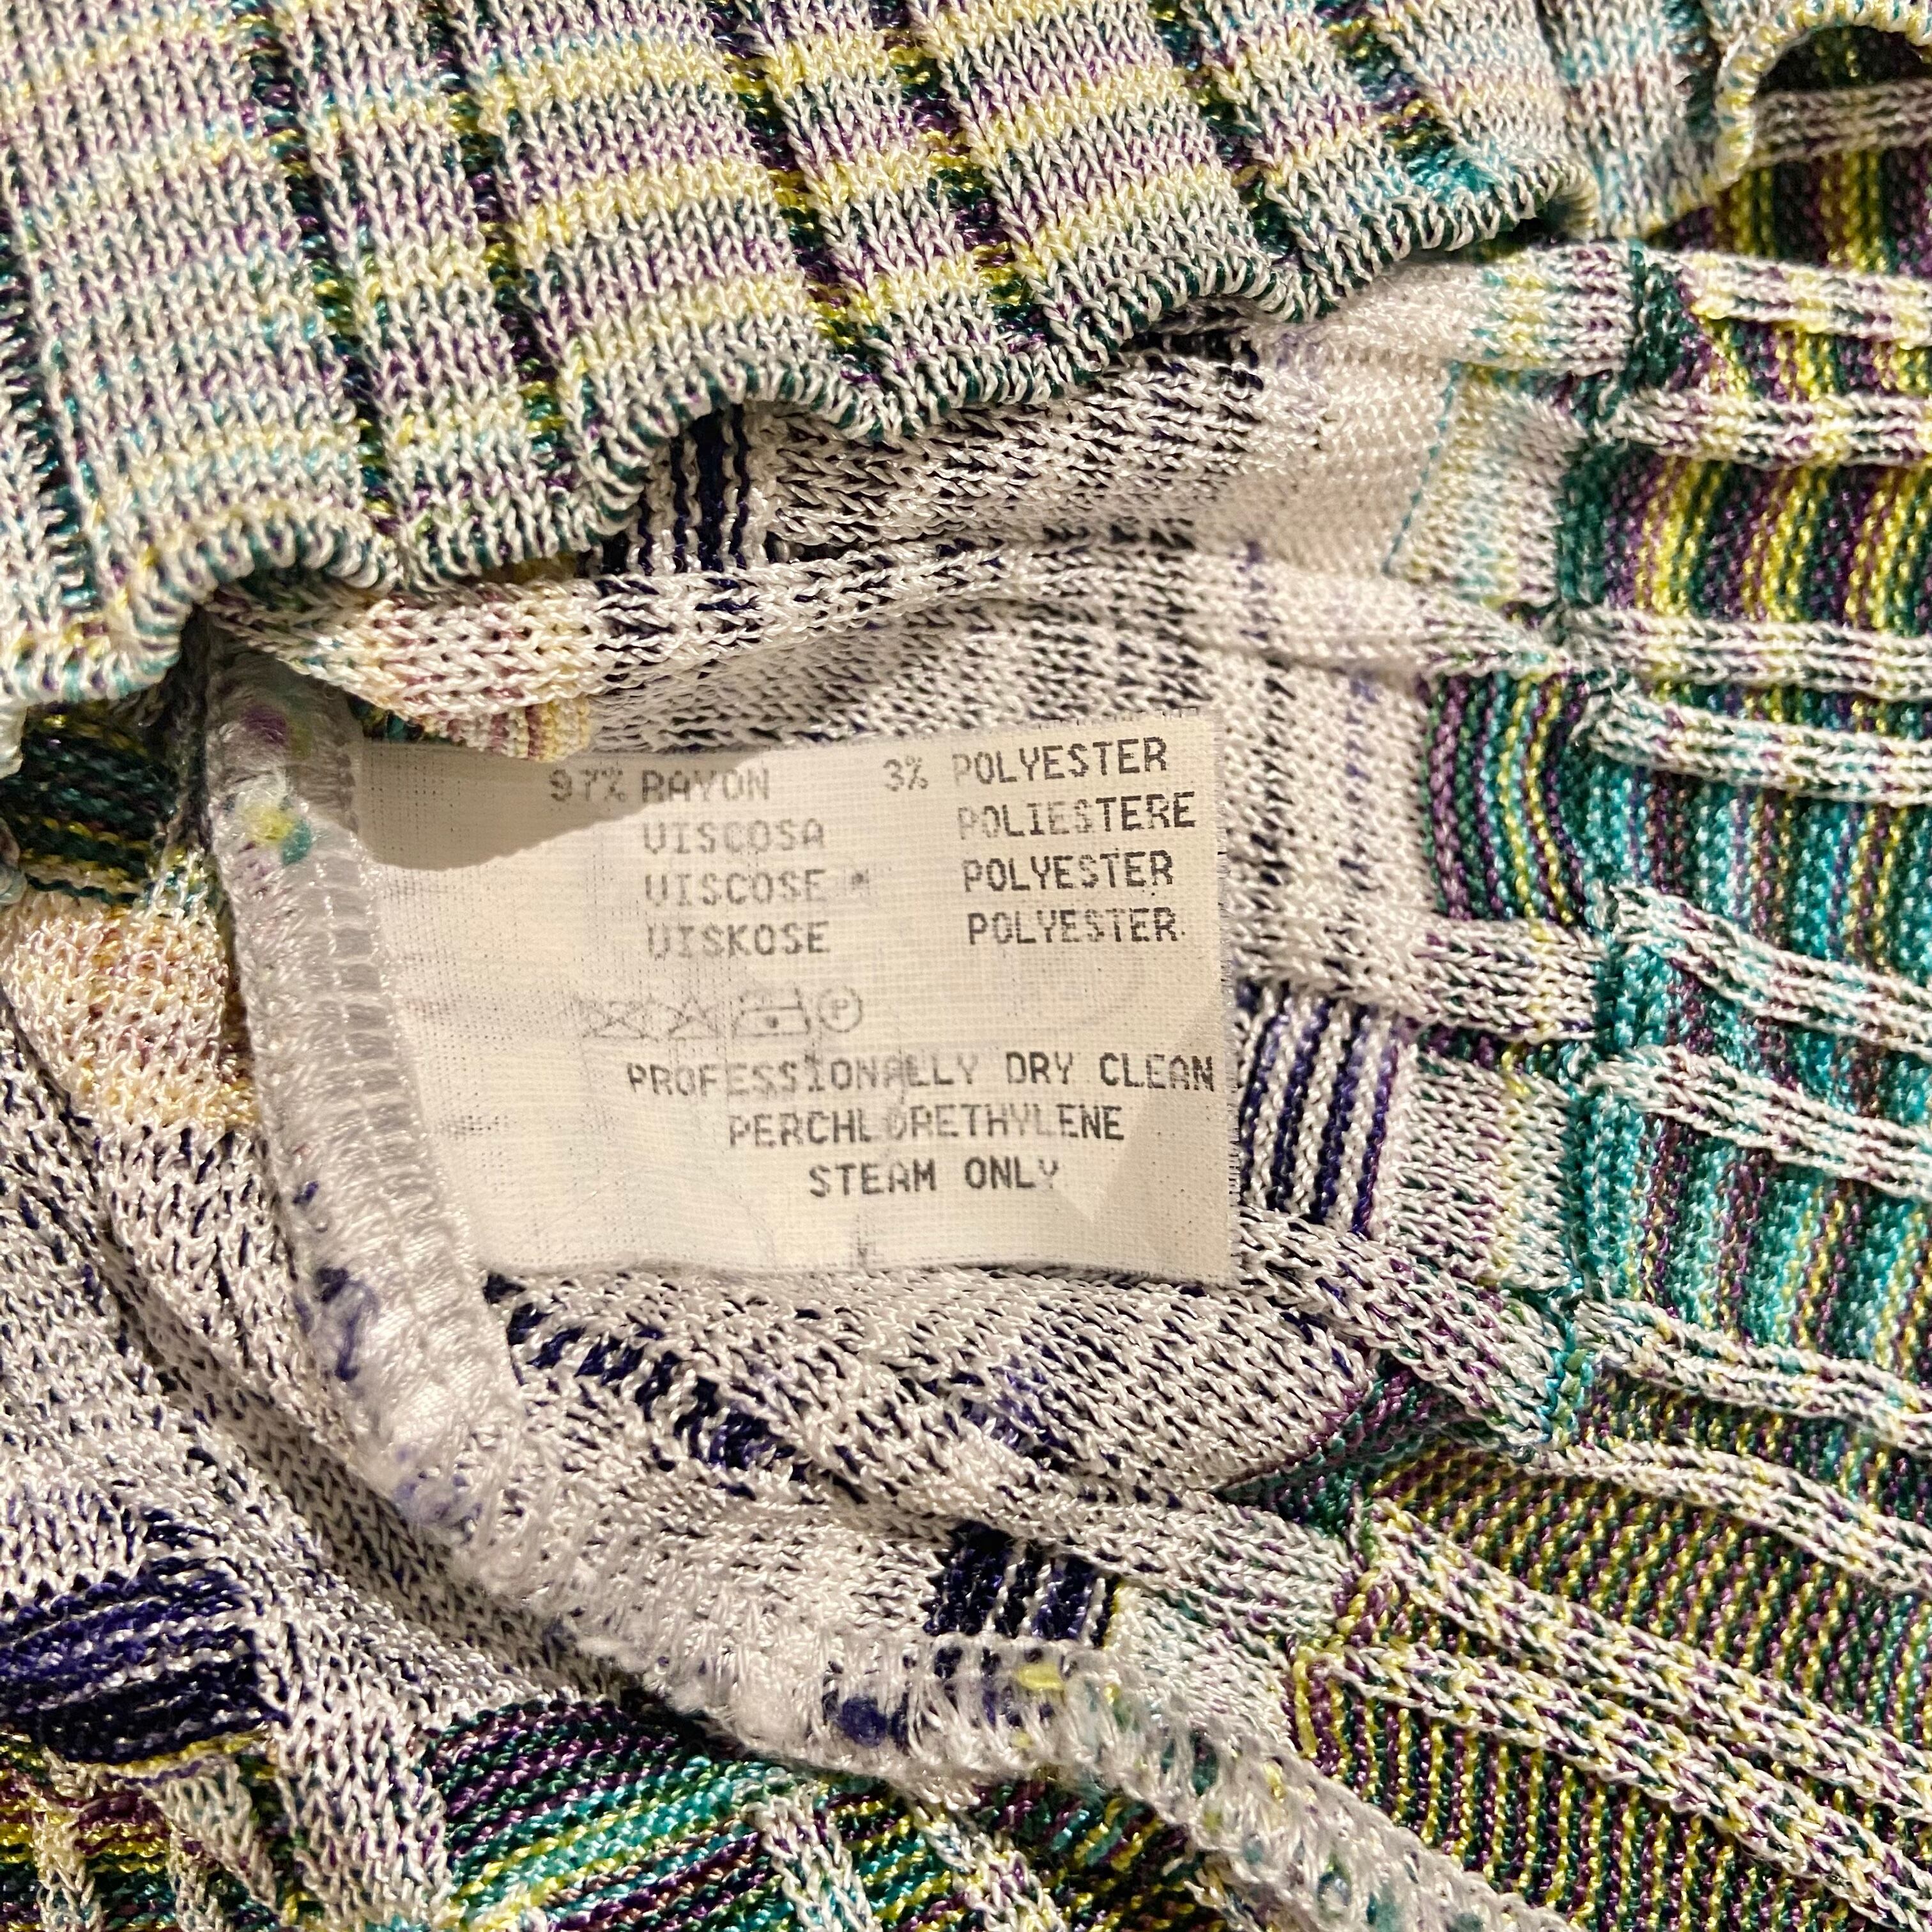 97% RAYON 3% POLYESTER
VISCOSA POLIESTERE
VISCOSE POLYESTER
VISKOSE POLYESTER
P
PROFESSIONALLY DRY CLEAN
PERCHLORETHYLENE
STEAM ONLY